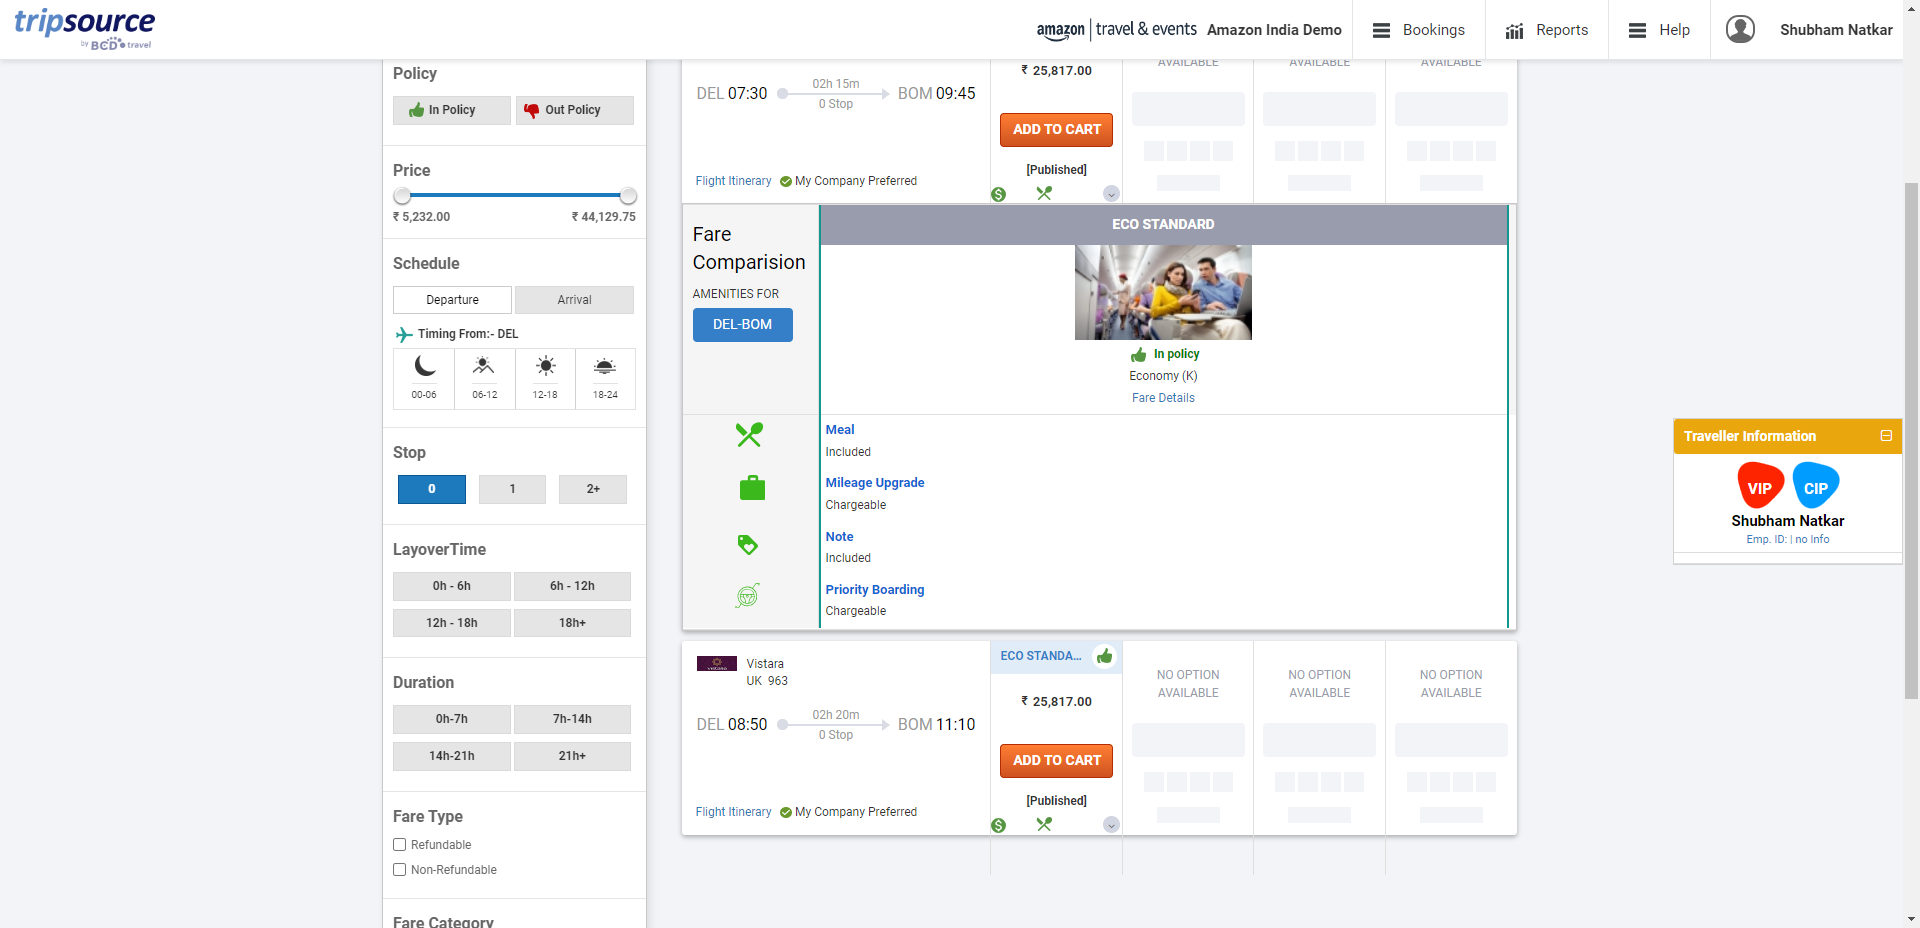 tripsource
by BCD travel
amazon travel & events Amazon India Demo
Bookings
Reports
Help
Shubham Natkar
Policy
In Policy
Out Policy
Price
₹ 5,232.00 ₹ 44,129.75
Schedule
Departure
Arrival
Timing From:- DEL
00-06
06-12
12-18
18-24
Stop
0
1
2+
LayoverTime
0h - 6h
6h - 12h
12h - 18h
18h+
Duration
0h-7h
7h-14h
14h-21h
21h+
Fare Type
Refundable
Non-Refundable
Fare Category
DEL 07:30
02h 15m
0 Stop
BOM 09:45
Flight Itinerary
My Company Preferred
₹ 25,817.00
ADD TO CART
[Published]
AVAILABLE
AVAILABLE
AVAILABLE
Fare
Comparision
AMENITIES FOR
DEL-BOM
ECO STANDARD
In policy
Economy (K)
Fare Details
Meal
Included
Mileage Upgrade
Chargeable
Note
Included
Priority Boarding
Chargeable
Vistara
UK 963
DEL 08:50
02h 20m
0 Stop
BOM 11:10
Flight Itinerary
My Company Preferred
ECO STANDA...
₹ 25,817.00
ADD TO CART
[Published]
NO OPTION
AVAILABLE
NO OPTION
AVAILABLE
NO OPTION
AVAILABLE
Traveller Information
VIP
CIP
Shubham Natkar
Emp. ID: | no Info